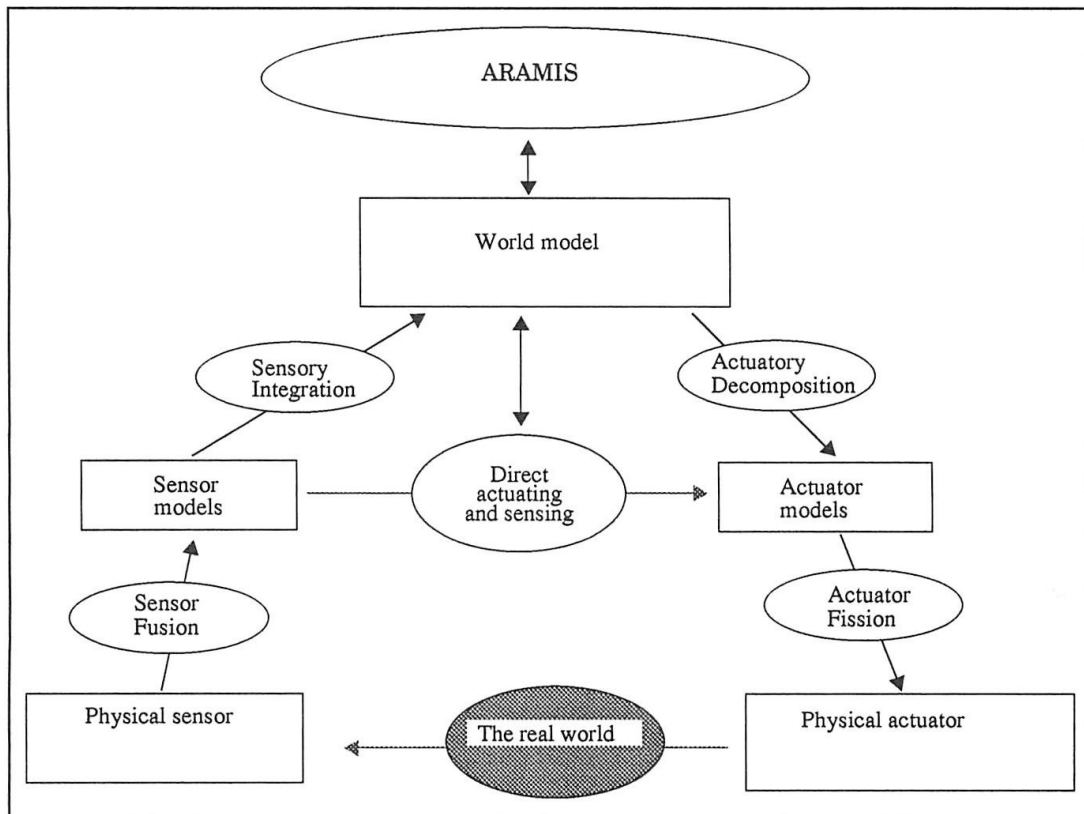 ARAMIS
World model
Sensory
Integration
Actuatory
Decomposition
Sensor
models
Direct
actuating
and sensing
Actuator
models
Sensor
Fusion
Actuator
Fission
Physical sensor
The real world
Physical actuator